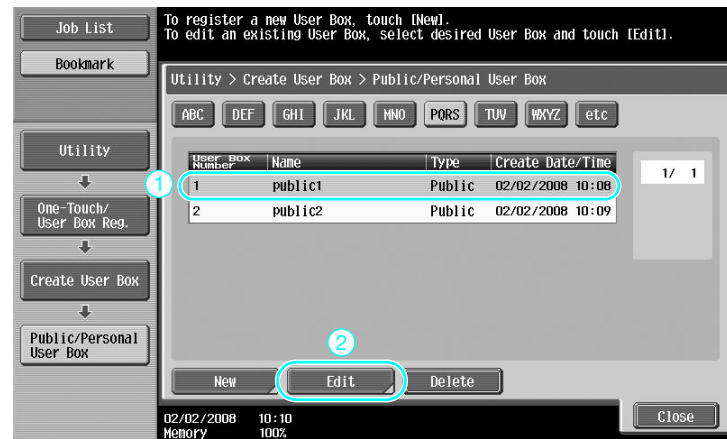 Job List
Bookmark
To register a new User Box, touch [New].
To edit an existing User Box, select desired User Box and touch [Edit].
Utility > Create User Box > Public/Personal User Box
ABC DEF GHI JKL MNO PQRS TUV WXYZ etc
Utility
One-Touch/
User Box Reg.
Create User Box
Public/Personal
User Box
User Box
Number Name Type Create Date/Time
1 1 public1 Public 02/02/2008 10:08
2 public2 Public 02/02/2008 10:09
1/ 1
2
New Edit Delete
02/02/2008 10:10
Memory 100%
Close